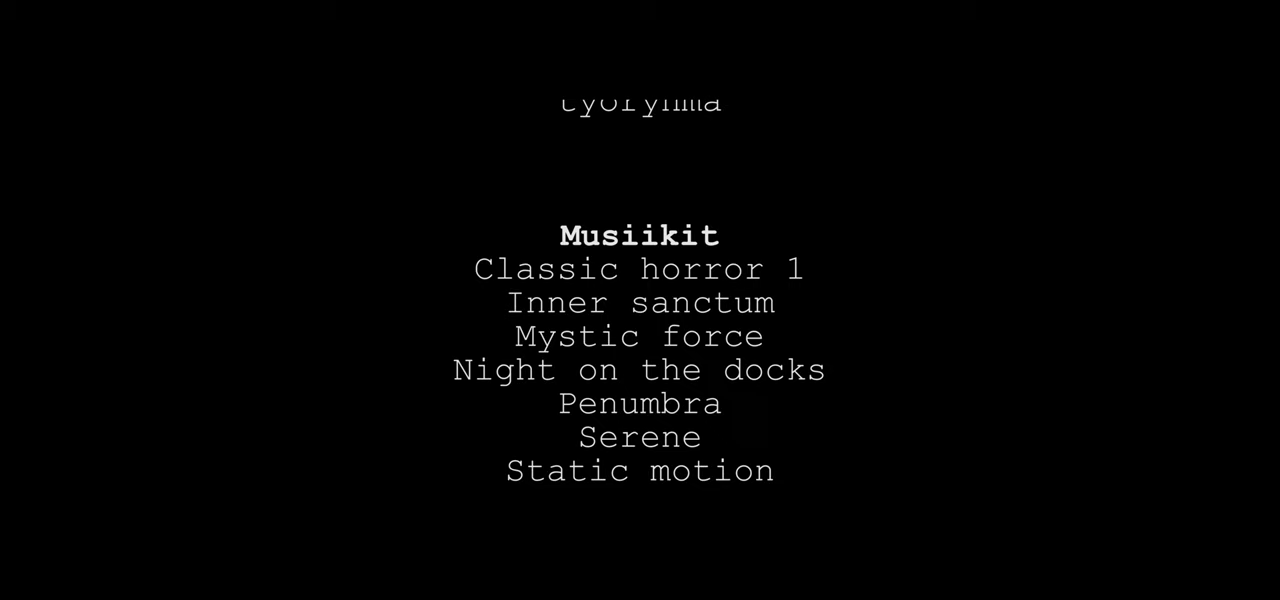 Musiikit
Classic horror 1
Inner sanctum
Mystic force
Night on the docks
Penumbra
Serene
Static motion